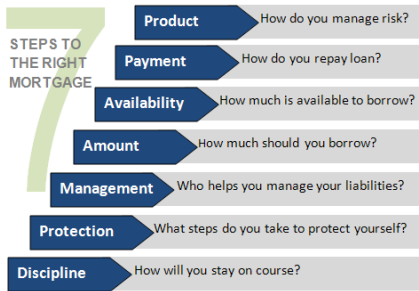 7
STEPS TO
THE RIGHT
MORTGAGE
Product How do you manage risk?
Payment How do you repay loan?
Availability How much is available to borrow?
Amount How much should you borrow?
Management Who helps you manage your liabilities?
Protection What steps do you take to protect yourself?
Discipline How will you stay on course?